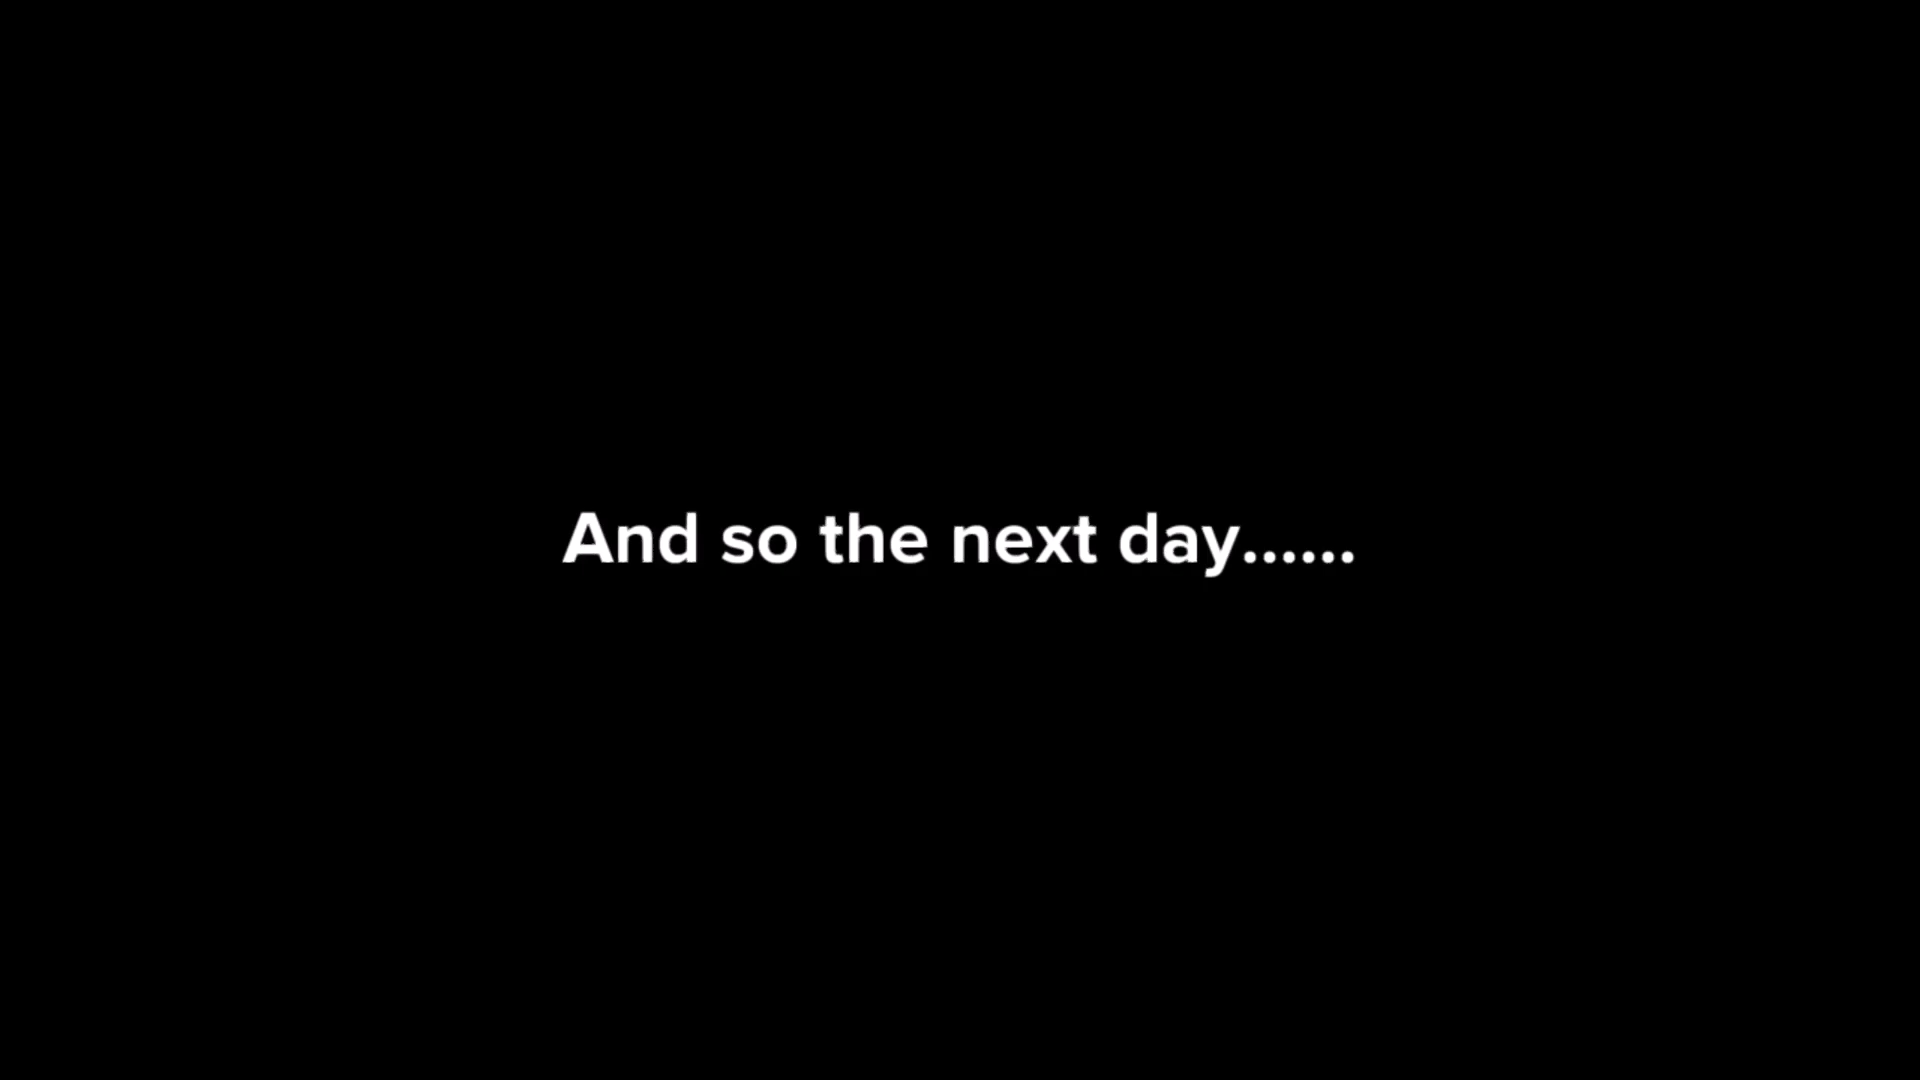 And so the next day......